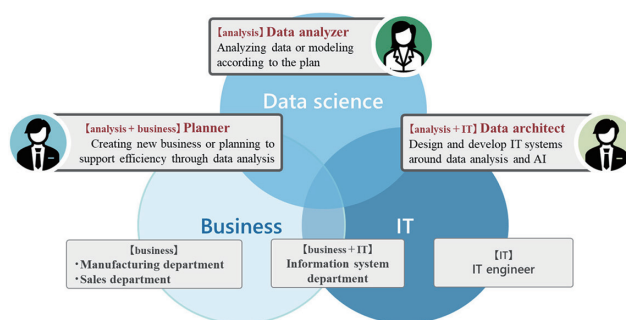 【analysis】Data analyzer
Analyzing data or modeling
according to the plan
Data science
【analysis + business】Planner
Creating new business or planning to
support efficiency through data analysis
【analysis + IT】Data architect
Design and develop IT systems
around data analysis and AI
Business
IT
【business】
・Manufacturing department
・Sales department
【business + IT】
Information system
department
【IT】
IT engineer